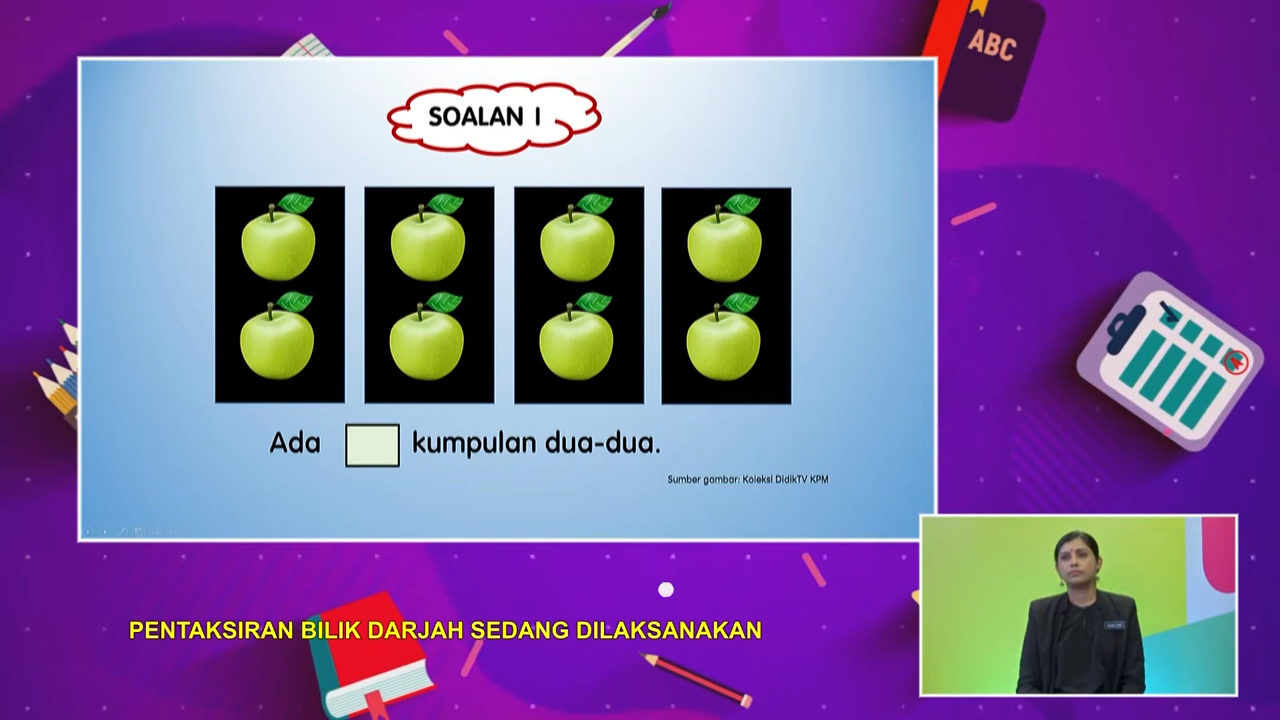 ABC
SOALAN 1
Ada kumpulan dua-dua.
Sumber gambar: Koleksi DidikTV KPM
PENTAKSIRAN BILIK DARJAH SEDANG DILAKSANAKAN